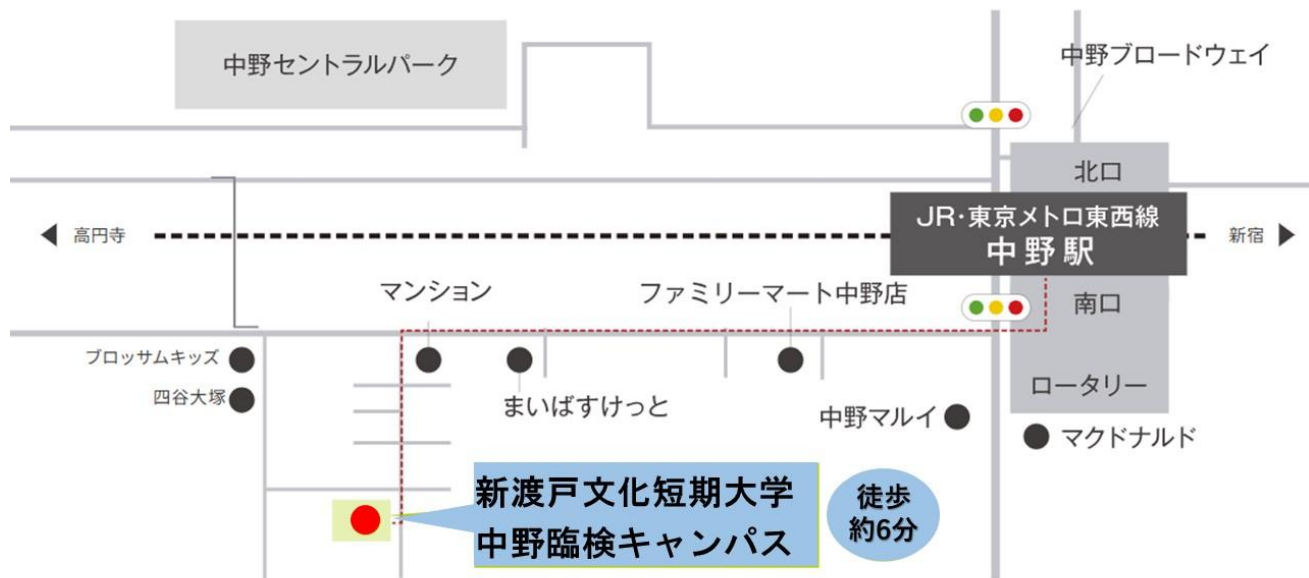 中野セントラルパーク
中野ブロードウェイ
北口
JR・東京メトロ東西線
中野駅
高円寺
新宿
マンション
ファミリーマート中野店
南口
ブロッサムキッズ
四谷大塚
まいばすけっと
中野マルイ
ロータリー
マクドナルド
新渡戸文化短期大学
中野臨検キャンパス
徒歩
約6分